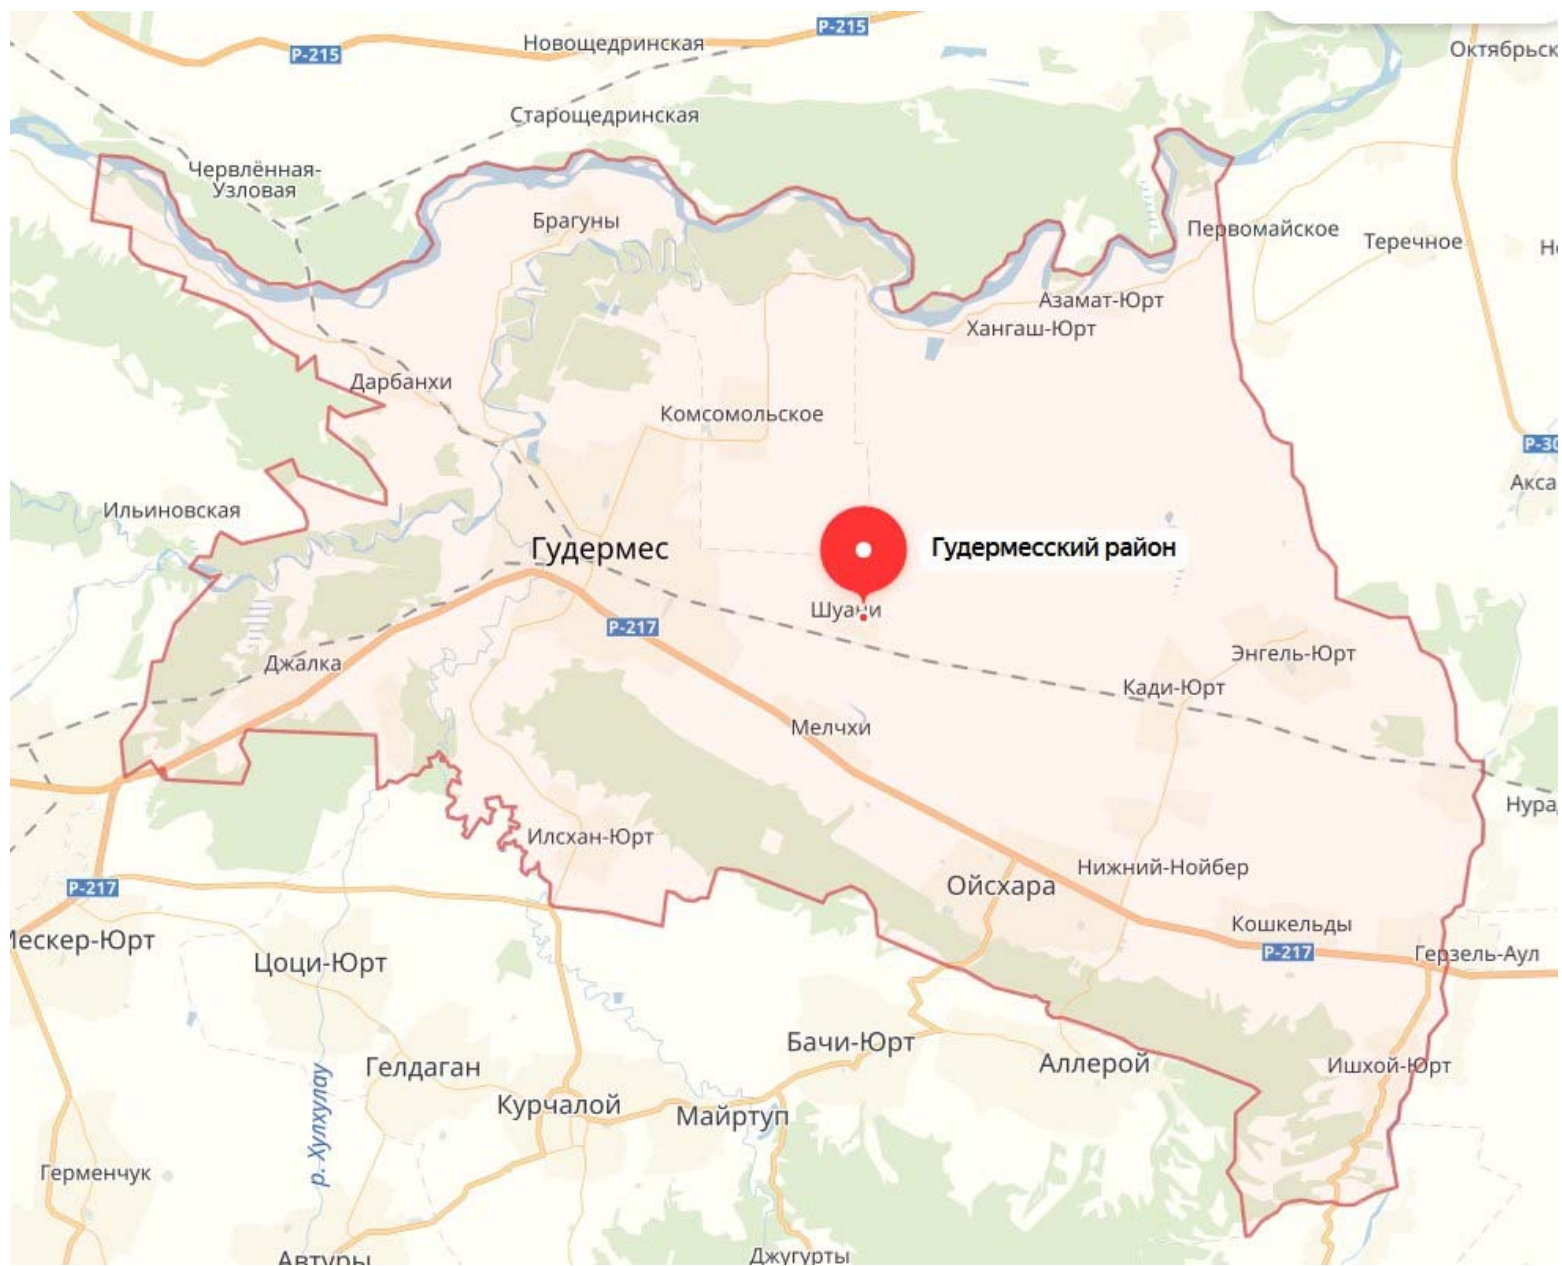 Р-215
Р-215
Новощедринская
Октябрьск
Старощедринская
Червлённая-
Узловая
Брагуны
Первомайское
Теречное
Не
Азамат-Юрт
Хангаш-Юрт
Дарбанхи
Комсомольское
Р-30
Акса
Ильиновская
Гудермес
Гудермесский район
Шуани
Р-217
Энгель-Юрт
Джалка
Кади-Юрт
Мелчхи
Нура
Илсхан-Юрт
Нижний-Нойбер
Ойсхара
Р-217
Кошкельды
Мескер-Юрт
Р-217
Герзель-Аул
Цоци-Юрт
Бачи-Юрт
Гелдаган
Аллерой
Ишхой-Юрт
Курчалой
Майртуп
р. Хулхулау
Герменчук
Автуры
Джугурты